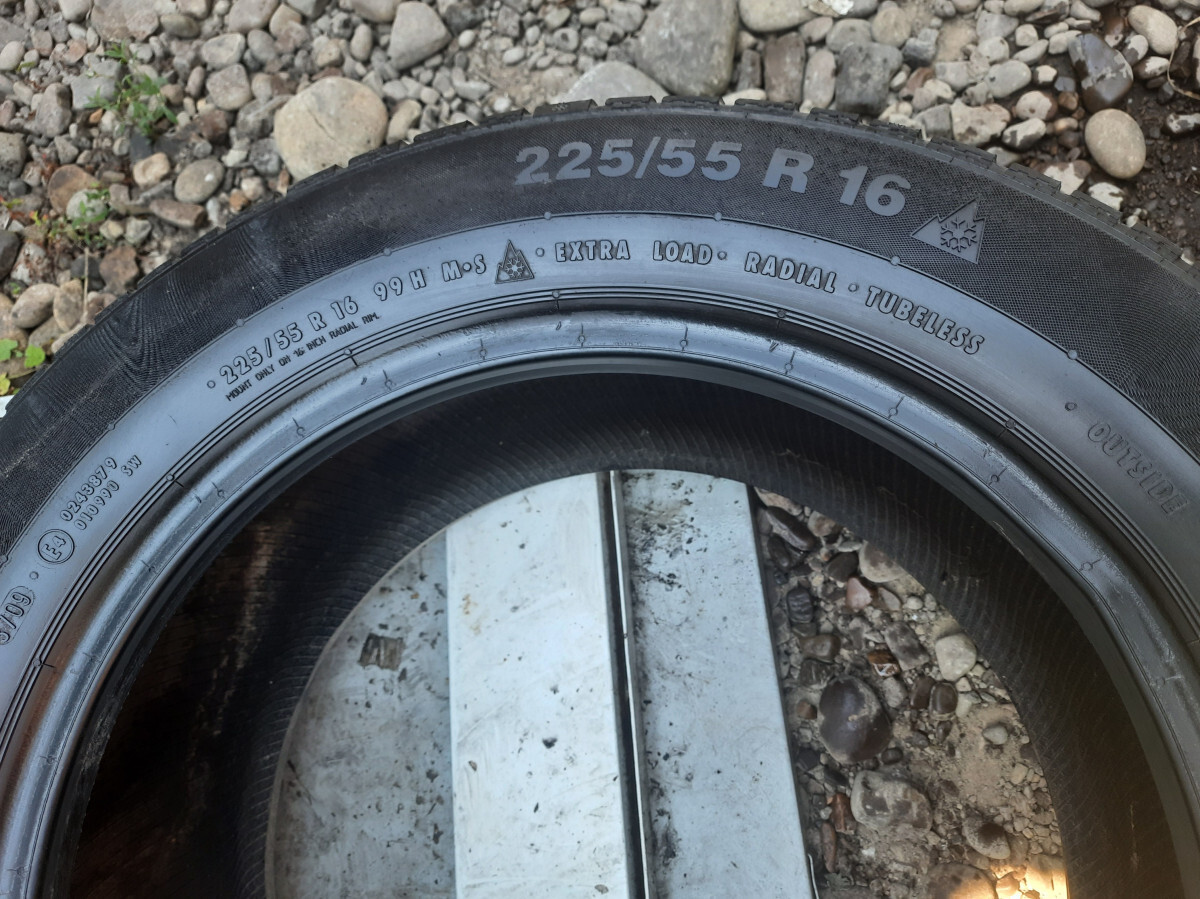 225/55 R 16
· 225/55 R 16 99 H M·S · EXTRA LOAD · RADIAL · TUBELESS
MOUNT ONLY ON 16 INCH RADIAL RIM.
OUTSIDE
E4 0243879
010990 SW
/09 ·